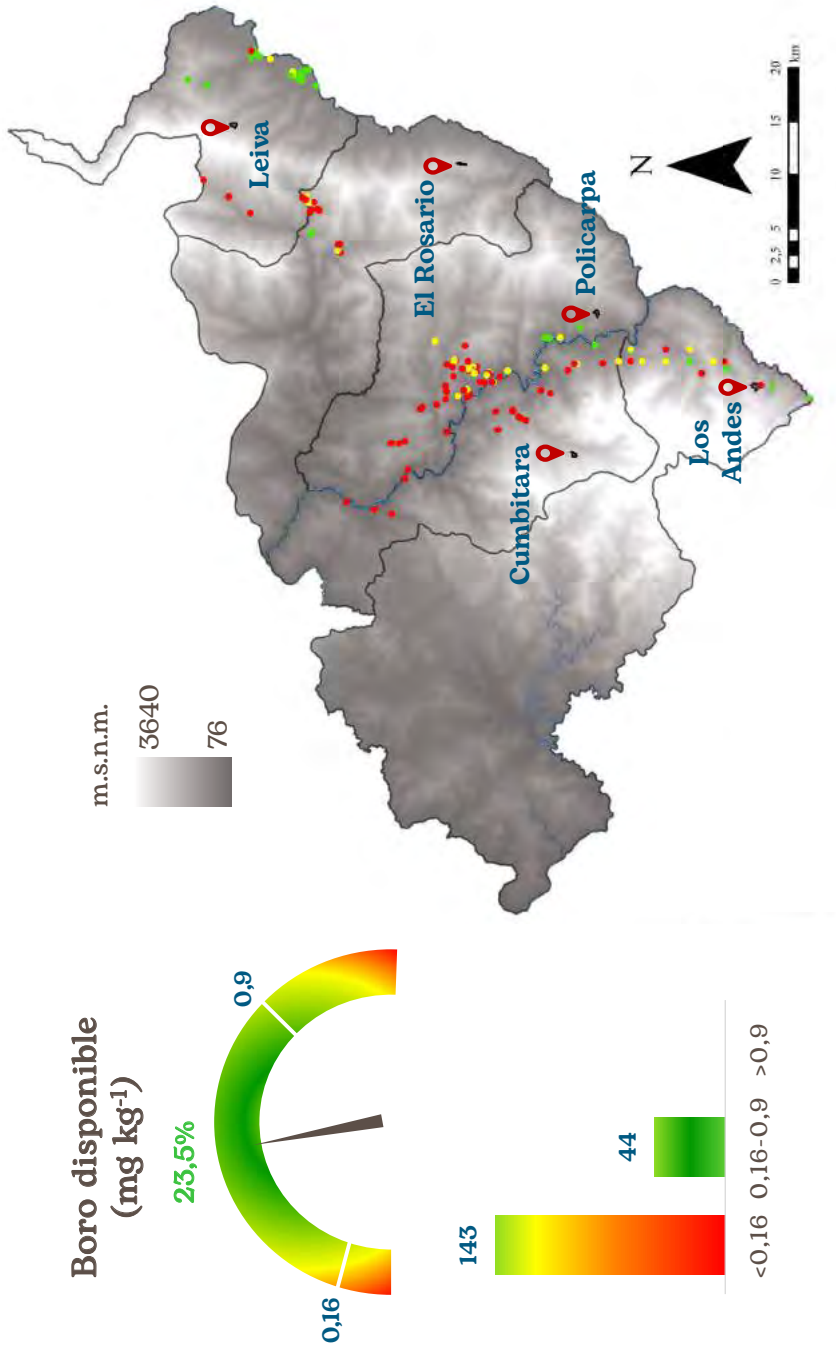 Boro disponible
(mg kg⁻¹)
23,5%
0,16
0,9
143
44
<0,16
0,16-0,9
>0,9
m.s.n.m.
3640
76
Leiva
El Rosario
Policarpa
Cumbitara
Los
Andes
N
0 2,5 5 10 15 20
km